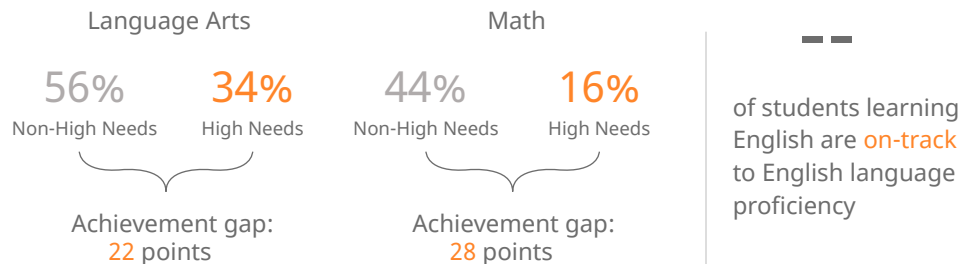 Language Arts
56% 34%
Non-High Needs High Needs
Achievement gap:
22 points
Math
44% 16%
Non-High Needs High Needs
Achievement gap:
28 points
--
of students learning
English are on-track
to English language
proficiency